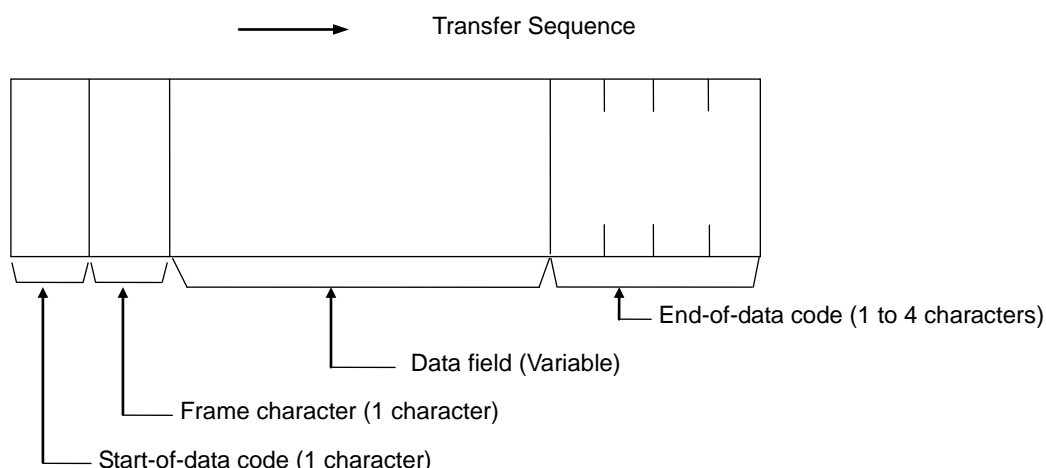 Transfer Sequence
End-of-data code (1 to 4 characters)
Data field (Variable)
Frame character (1 character)
Start-of-data code (1 character)